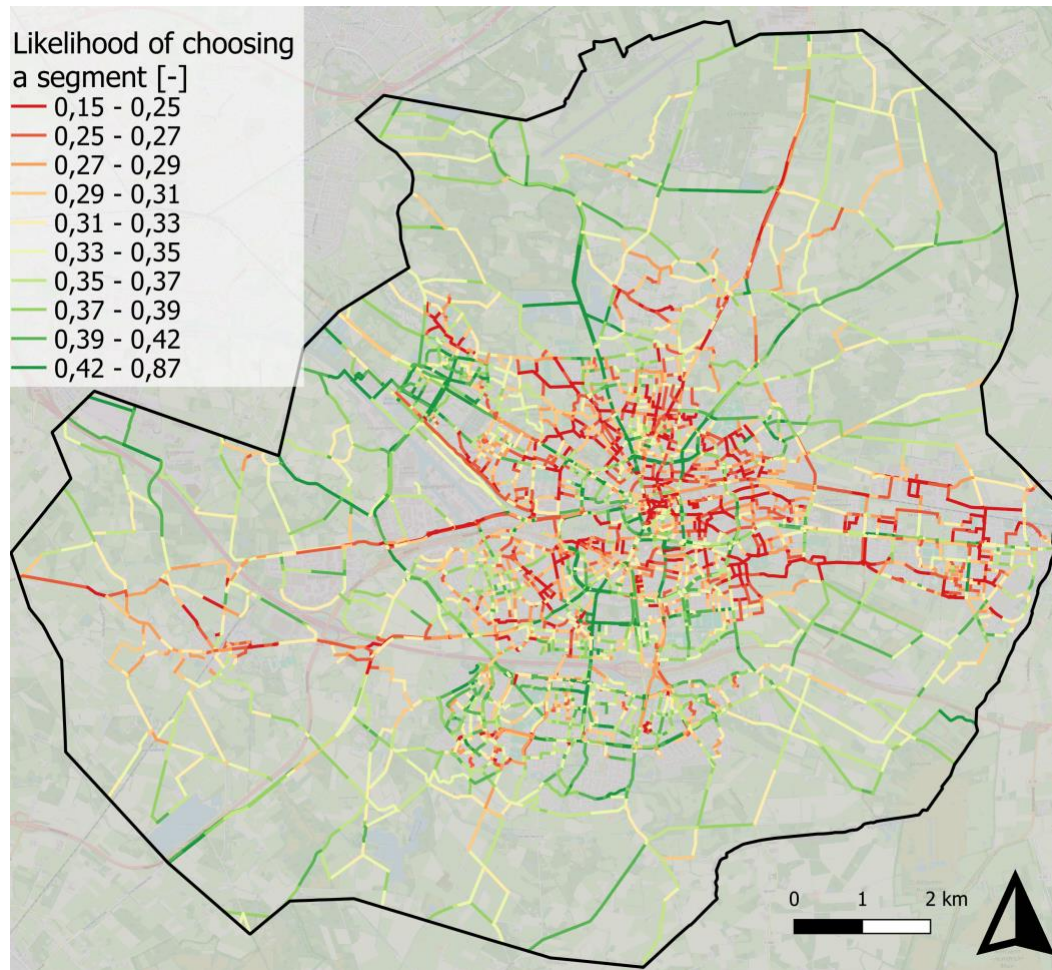 Likelihood of choosing
a segment [-]
0,15 - 0,25
0,25 - 0,27
0,27 - 0,29
0,29 - 0,31
0,31 - 0,33
0,33 - 0,35
0,35 - 0,37
0,37 - 0,39
0,39 - 0,42
0,42 - 0,87
0 1 2 km